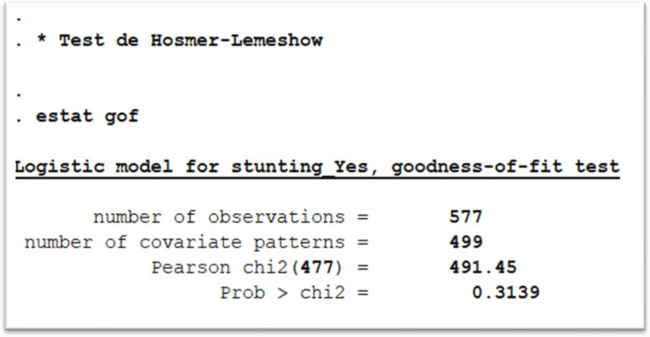 .
. * Test de Hosmer-Lemeshow
.
. estat gof
Logistic model for stunting_Yes, goodness-of-fit test
number of observations = 577
number of covariate patterns = 499
Pearson chi2(477) = 491.45
Prob > chi2 = 0.3139